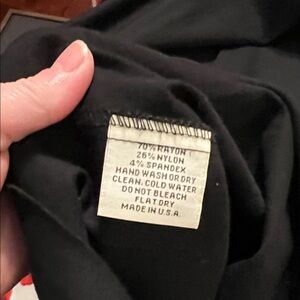 70% RAYON
26% NYLON
4% SPANDEX
HAND WASH OR DRY
CLEAN. COLD WATER
DO NOT BLEACH
FLAT DRY
MADE IN U.S.A.